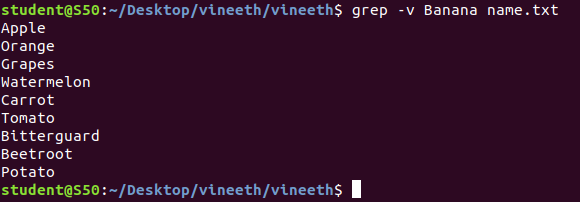 student@S50:~/Desktop/vineeth/vineeth$ grep -v Banana name.txt
Apple
Orange
Grapes
Watermelon
Carrot
Tomato
Bitterguard
Beetroot
Potato
student@S50:~/Desktop/vineeth/vineeth$